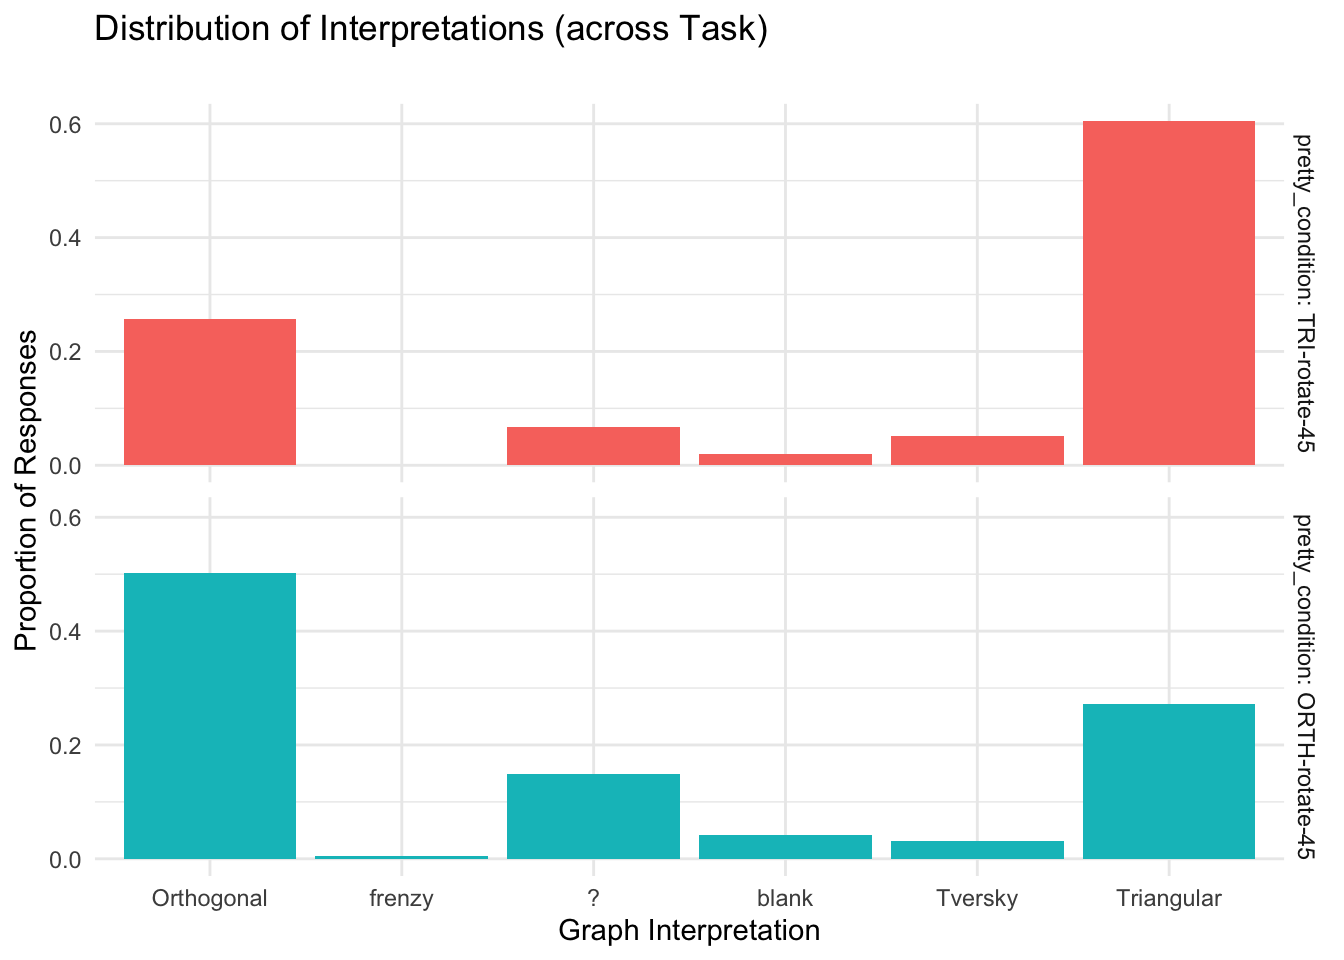 Distribution of Interpretations (across Task)
Proportion of Responses
0.6
0.4
0.2
0.0
pretty_condition: TRI-rotate-45
0.6
0.4
0.2
0.0
pretty_condition: ORTH-rotate-45
Orthogonal frenzy ? blank Tversky Triangular
Graph Interpretation